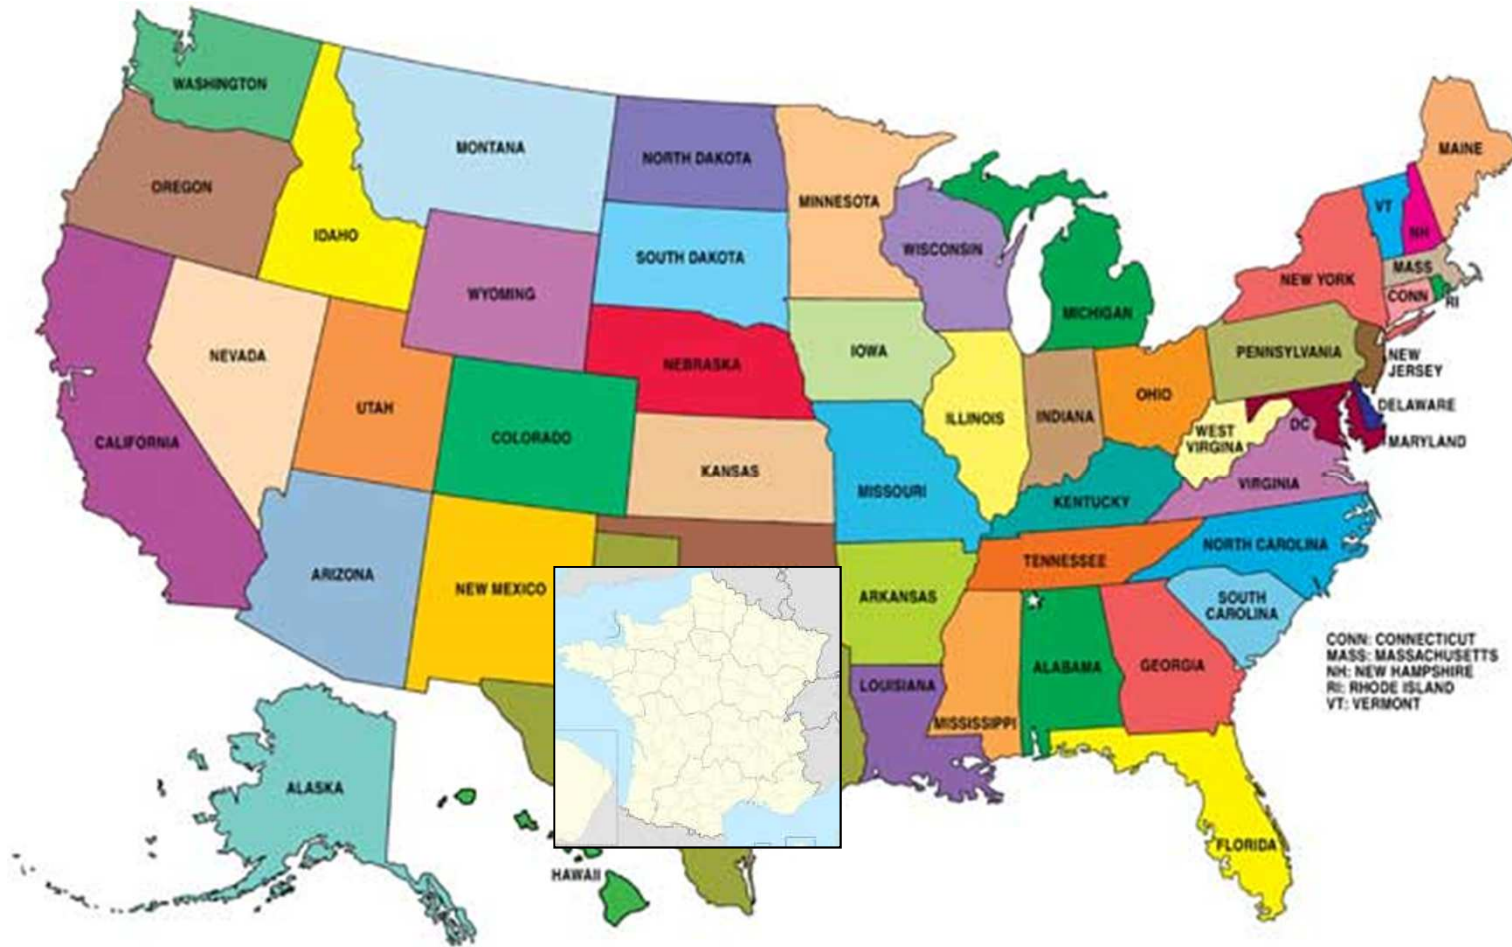 WASHINGTON
MONTANA
NORTH DAKOTA
MAINE
OREGON
MINNESOTA
VT
IDAHO
NH
SOUTH DAKOTA
WISCONSIN
MASS
NEW YORK
WYOMING
CONN
RI
MICHIGAN
NEVADA
NEBRASKA
IOWA
PENNSYLVANIA
NEW
JERSEY
UTAH
OHIO
DELAWARE
ILLINOIS
INDIANA
DC
CALIFORNIA
COLORADO
WEST
VIRGINA
MARYLAND
KANSAS
VIRGINIA
MISSOURI
KENTUCKY
ARIZONA
NEW MEXICO
TENNESSEE
NORTH CAROLINA
ARKANSAS
SOUTH
CAROLINA
ALABAMA
GEORGIA
LOUISIANA
MISSISSIPPI
CONN: CONNECTICUT
MASS: MASSACHUSETTS
NH: NEW HAMPSHIRE
RI: RHODE ISLAND
VT: VERMONT
ALASKA
FLORIDA
HAWAII